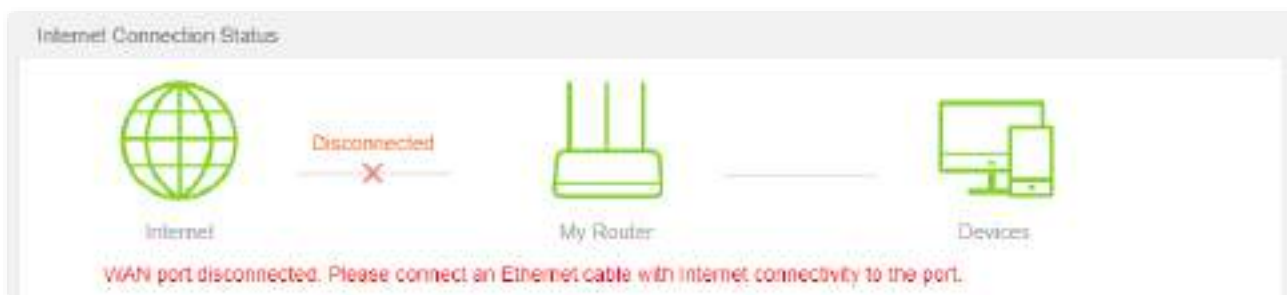 Internet Connection Status
Disconnected
Internet
My Router
Devices
WAN port disconnected. Please connect an Ethernet cable with Internet connectivity to the port.